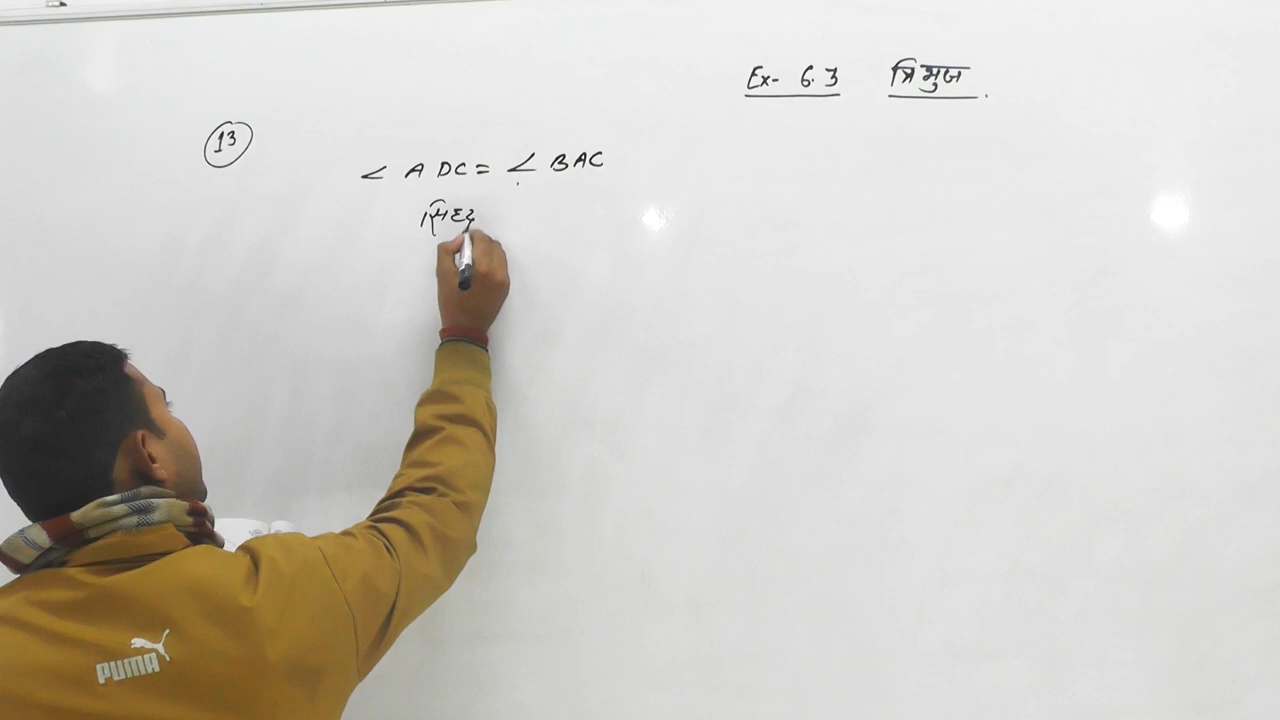 Ex- 6.3 त्रिभुज.
13
∠ ADC = ∠ BAC
PUMA